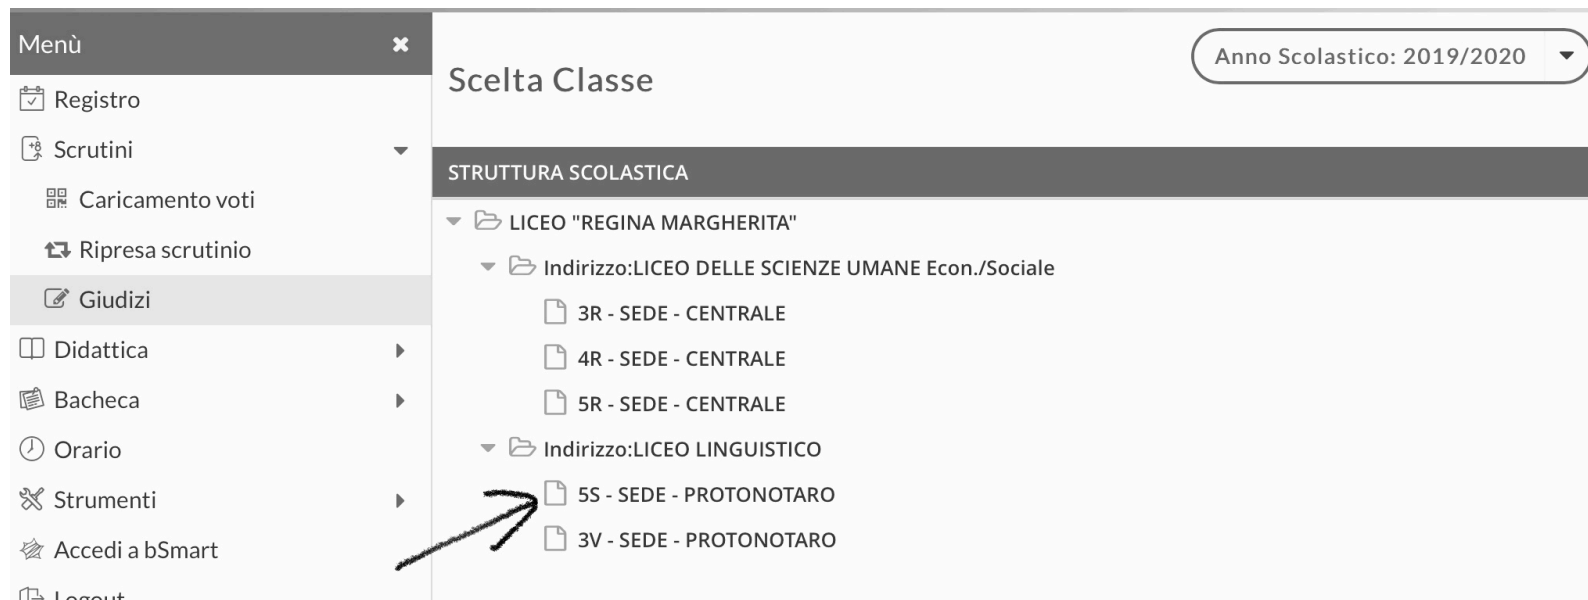 Menù
Registro
Scrutini
Caricamento voti
Ripresa scrutinio
Giudizi
Didattica
Bacheca
Orario
Strumenti
Accedi a bSmart
Logout
Scelta Classe
Anno Scolastico: 2019/2020
STRUTTURA SCOLASTICA
LICEO "REGINA MARGHERITA"
Indirizzo:LICEO DELLE SCIENZE UMANE Econ./Sociale
3R - SEDE - CENTRALE
4R - SEDE - CENTRALE
5R - SEDE - CENTRALE
Indirizzo:LICEO LINGUISTICO
5S - SEDE - PROTONOTARO
3V - SEDE - PROTONOTARO